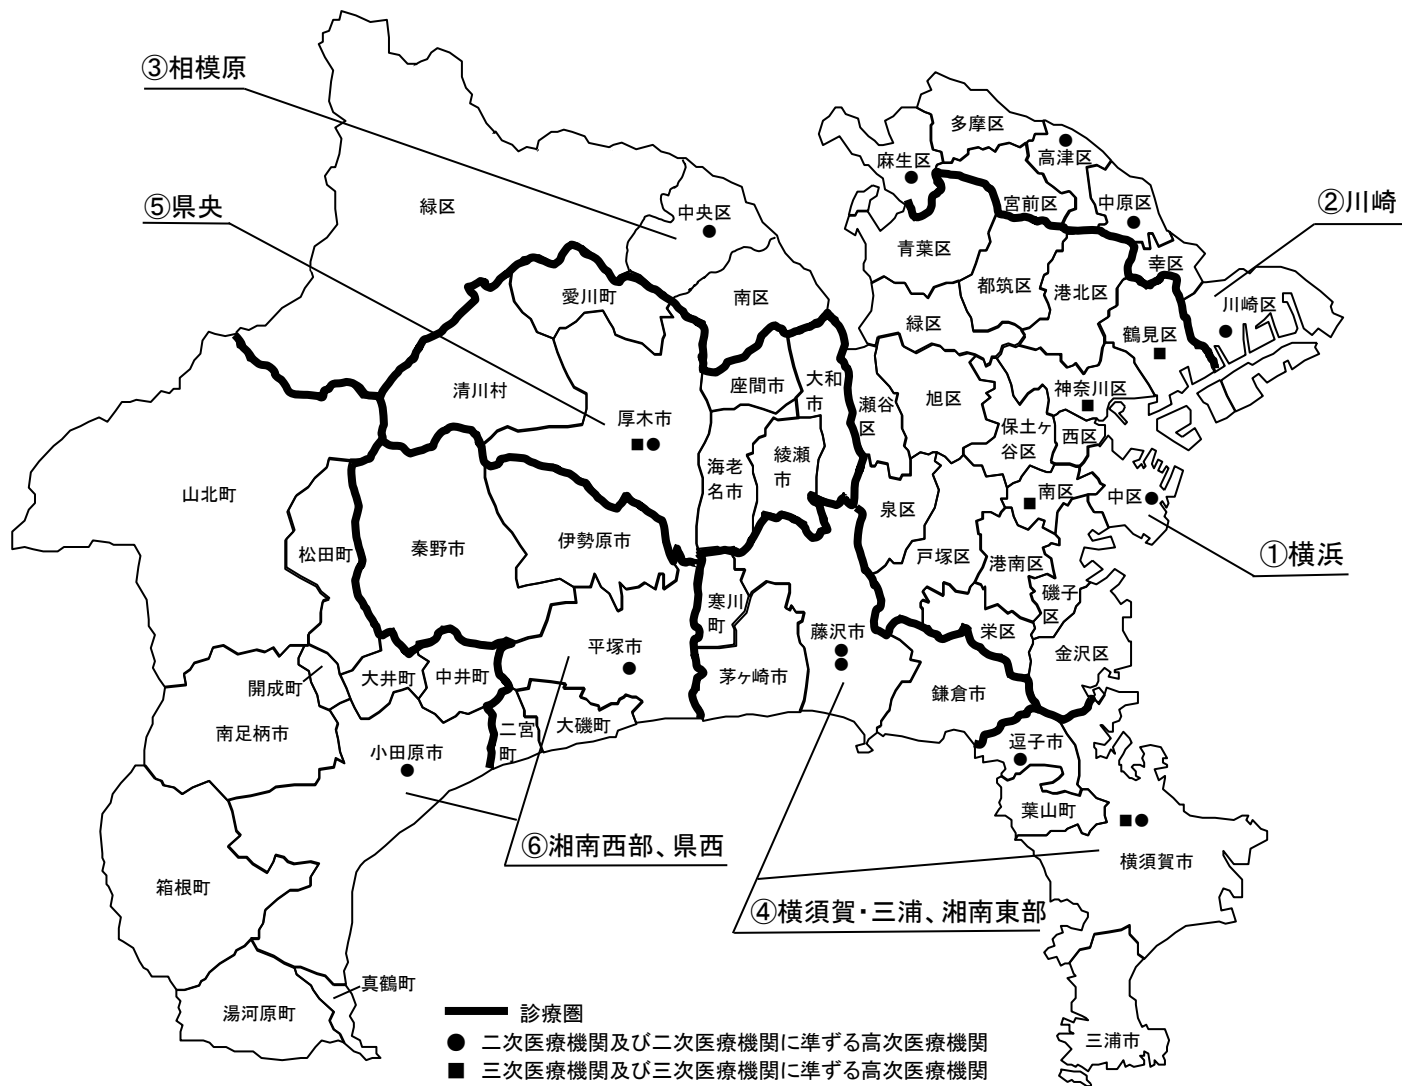 ③相模原
多摩区
高津区
麻生区
緑区
⑤県央
中央区
宮前区
中原区
②川崎
青葉区
幸区
愛川町
南区
都筑区
港北区
川崎区
緑区
鶴見区
清川村
座間市
大和
市
瀬谷
区
旭区
神奈川区
厚木市
保土ヶ
谷区
西区
海老
名市
綾瀬
市
山北町
南区
中区
泉区
松田町
秦野市
伊勢原市
戸塚区
港南区
①横浜
磯子
区
寒川
町
平塚市
藤沢市
栄区
金沢区
開成町
大井町
中井町
茅ヶ崎市
鎌倉市
南足柄市
二宮
町
大磯町
小田原市
逗子市
葉山町
⑥湘南西部、県西
横須賀市
箱根町
④横須賀・三浦、湘南東部
真鶴町
湯河原町
三浦市
診療圏
● 二次医療機関及び二次医療機関に準ずる高次医療機関
■ 三次医療機関及び三次医療機関に準ずる高次医療機関